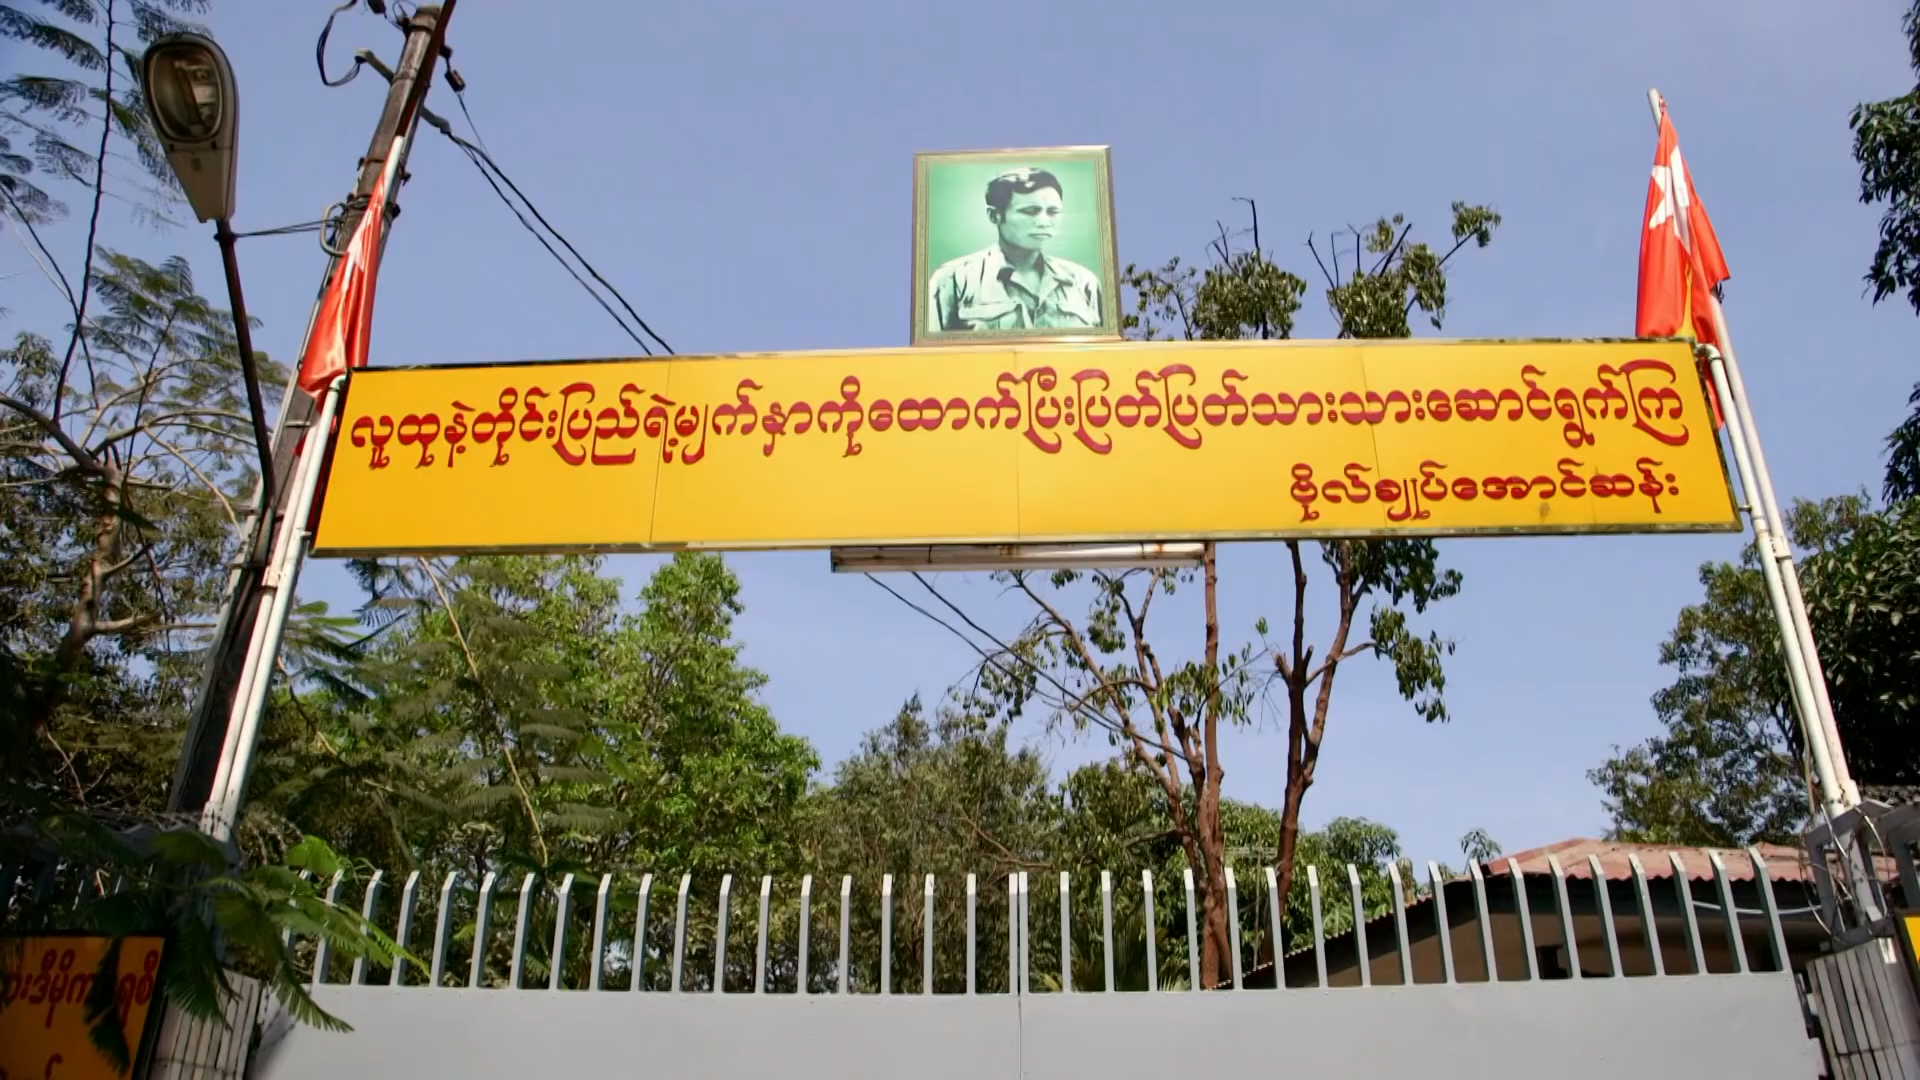 လူထုနဲ့တိုင်းပြည်ရဲ့မျက်နှာကိုထောက်ပြီးပြတ်ပြတ်သားသားဆောင်ရွက်ကြ
ဗိုလ်ချုပ်အောင်ဆန်း